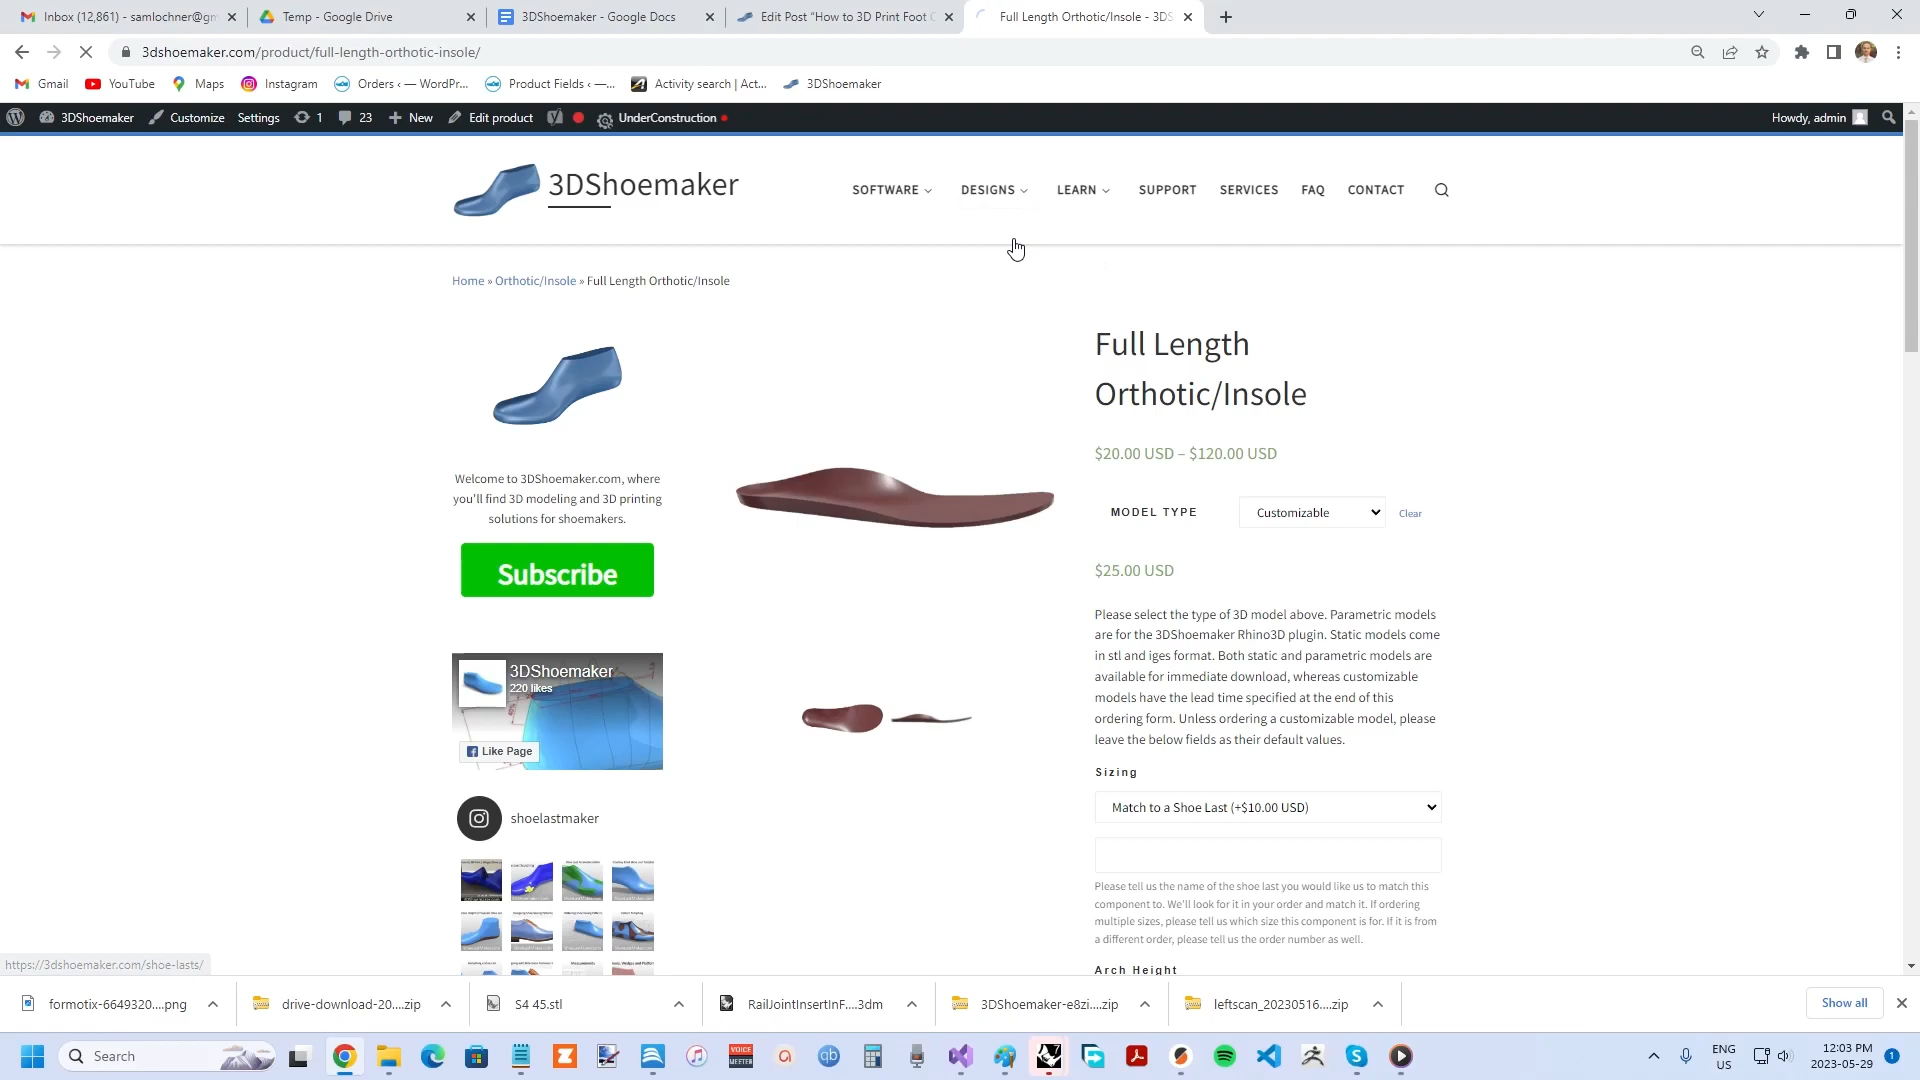 Inbox (12,861) - samlochner@gm
Temp - Google Drive
3DShoemaker - Google Docs
Edit Post "How to 3D Print Foot O
Full Length Orthotic/Insole - 3DS
3dshoemaker.com/product/full-length-orthotic-insole/
Gmail
YouTube
Maps
Instagram
Orders ‹ — WordPr...
Product Fields ‹ —...
Activity search | Act...
3DShoemaker
3DShoemaker
Customize
Settings
1
23
New
Edit product
UnderConstruction
Howdy, admin
3DShoemaker
SOFTWARE
DESIGNS
LEARN
SUPPORT
SERVICES
FAQ
CONTACT
Home » Orthotic/Insole » Full Length Orthotic/Insole
Welcome to 3DShoemaker.com, where
you'll find 3D modeling and 3D printing
solutions for shoemakers.
Subscribe
3DShoemaker
220 likes
Like Page
shoelastmaker
Full Length
Orthotic/Insole
$20.00 USD – $120.00 USD
MODEL TYPE
Customizable
Clear
$25.00 USD
Please select the type of 3D model above. Parametric models
are for the 3DShoemaker Rhino3D plugin. Static models come
in stl and iges format. Both static and parametric models are
available for immediate download, whereas customizable
models have the lead time specified at the end of this
ordering form. Unless ordering a customizable model, please
leave the below fields as their default values.
Sizing
Match to a Shoe Last (+$10.00 USD)
Please tell us the name of the shoe last you would like us to match this
component to. We'll look for it in your order and match it. If ordering
multiple sizes, please tell us which size this component is for. If it is from
a different order, please tell us the order number as well.
Arch Height
https://3dshoemaker.com/shoe-lasts/
formotix-6649320....png
drive-download-20....zip
S4 45.stl
RailJointInsertInF....3dm
3DShoemaker-e8zi....zip
leftscan_20230516....zip
Show all
Search
VOICE
MEETER
qb
ENG
US
12:03 PM
2023-05-29
1